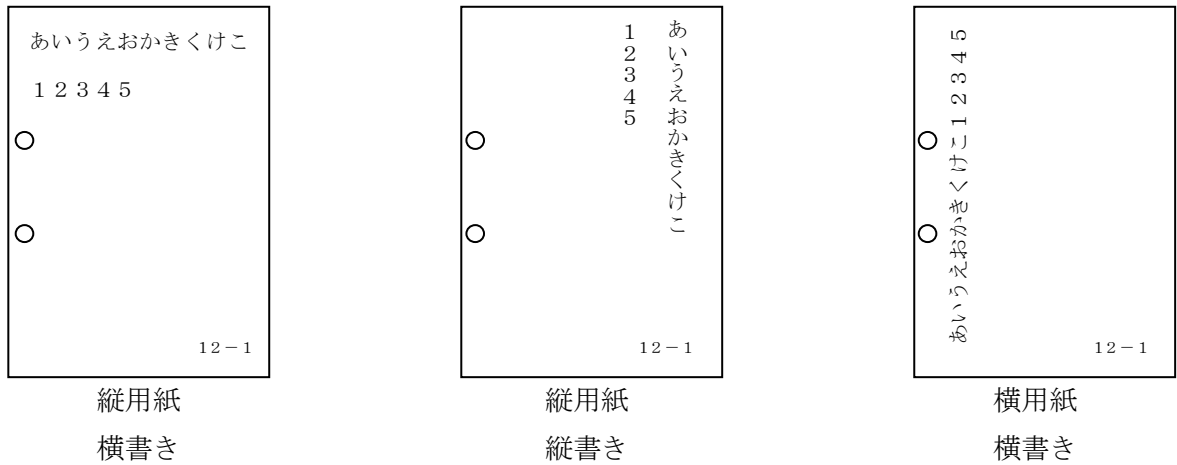 あいうえおかきくけこ
１２３４５
１２－１
縦用紙
横書き
あいうえおかきくけこ
１２３４５
１２－１
縦用紙
縦書き
あいうえおかきくけこ１２３４５
１２－１
横用紙
横書き